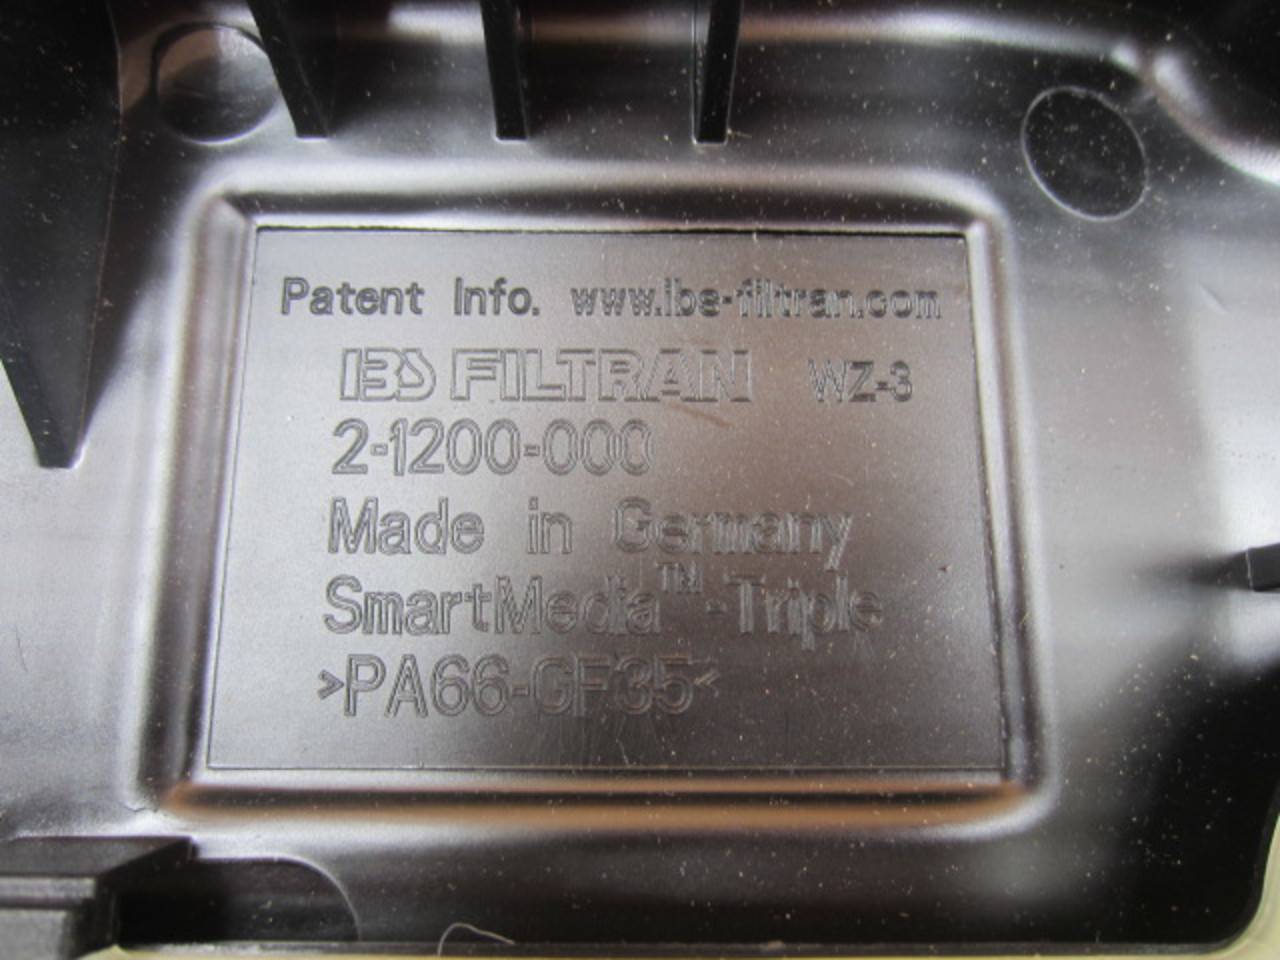 Patent Info. www.ibs-filtran.com
IBS FILTRAN WZ-3
2-1200-000
Made in Germany
SmartMedia™-Triple
>PA66-GF35<